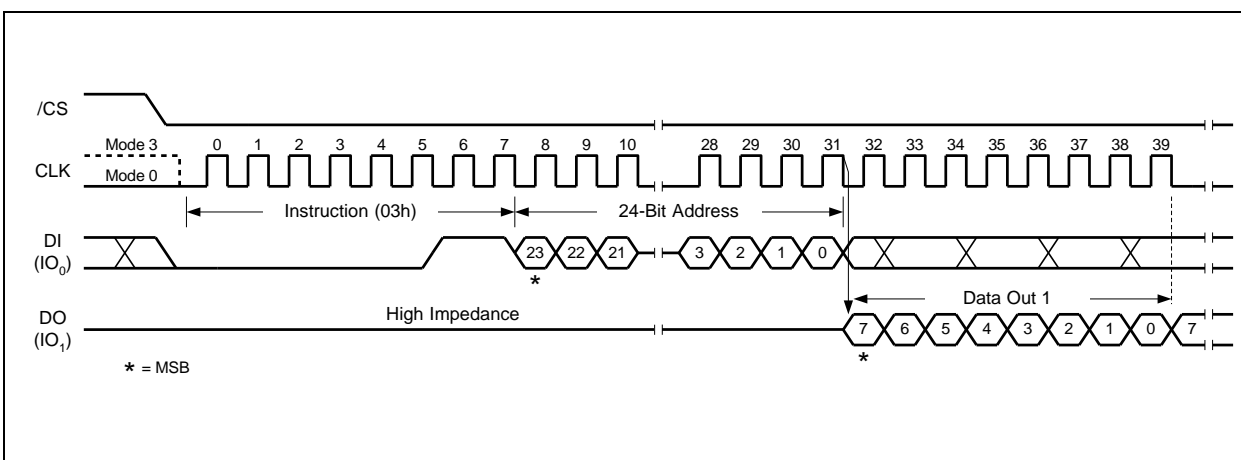 /CS
Mode 3
0 1 2 3 4 5 6 7 8 9 10 28 29 30 31 32 33 34 35 36 37 38 39
CLK
Mode 0
Instruction (03h)
24-Bit Address
DI
(IO0)
23 22 21 3 2 1 0
*
High Impedance
Data Out 1
DO
(IO1)
7 6 5 4 3 2 1 0 7
*
* = MSB